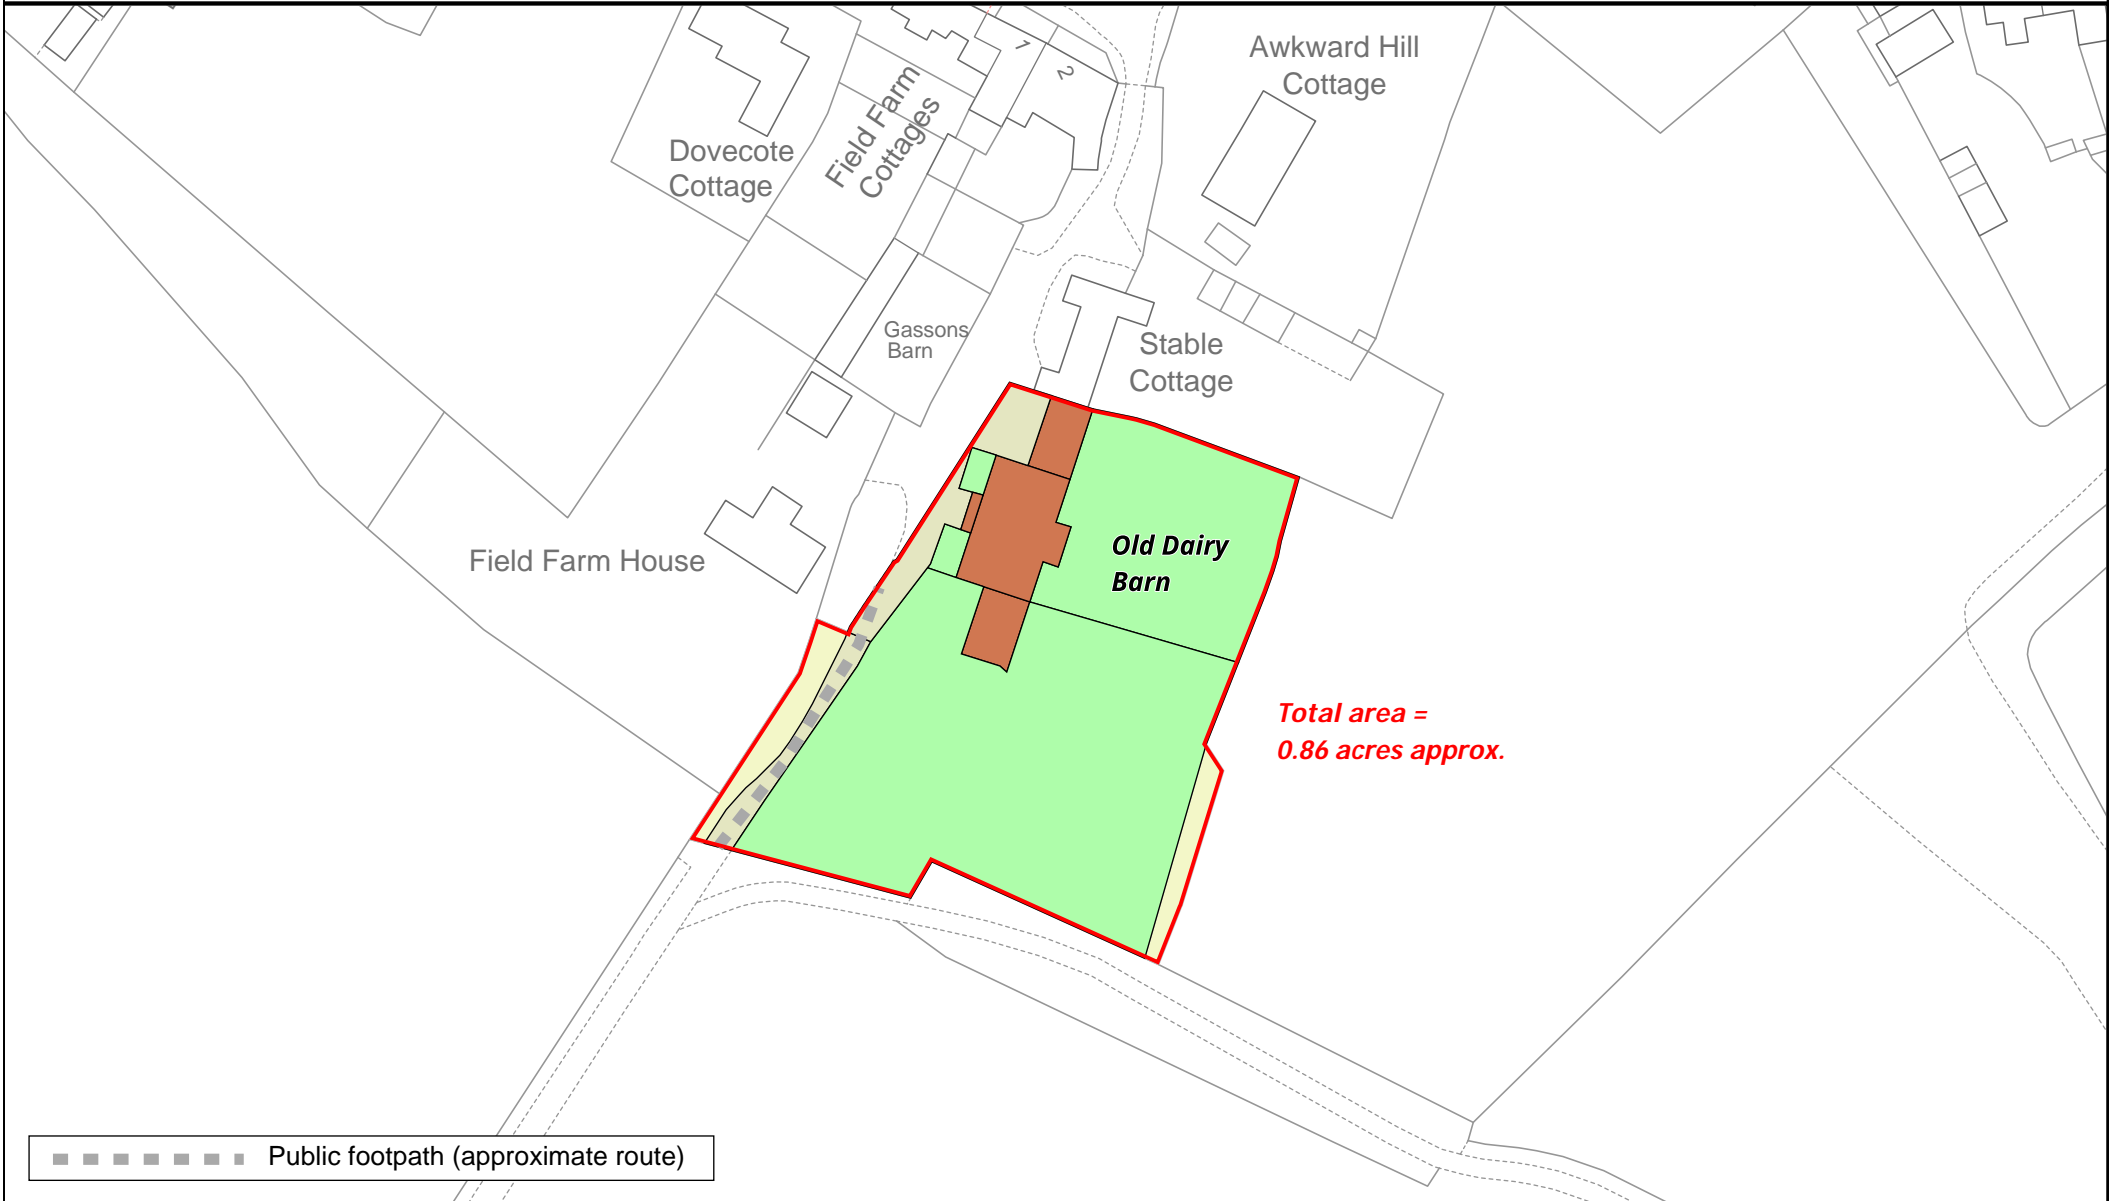 1
2
Awkward Hill
Cottage
Field Farm
Cottages
Dovecote
Cottage
Gassons
Barn
Stable
Cottage
Old Dairy
Barn
Field Farm House
Total area =
0.86 acres approx.
Public footpath (approximate route)